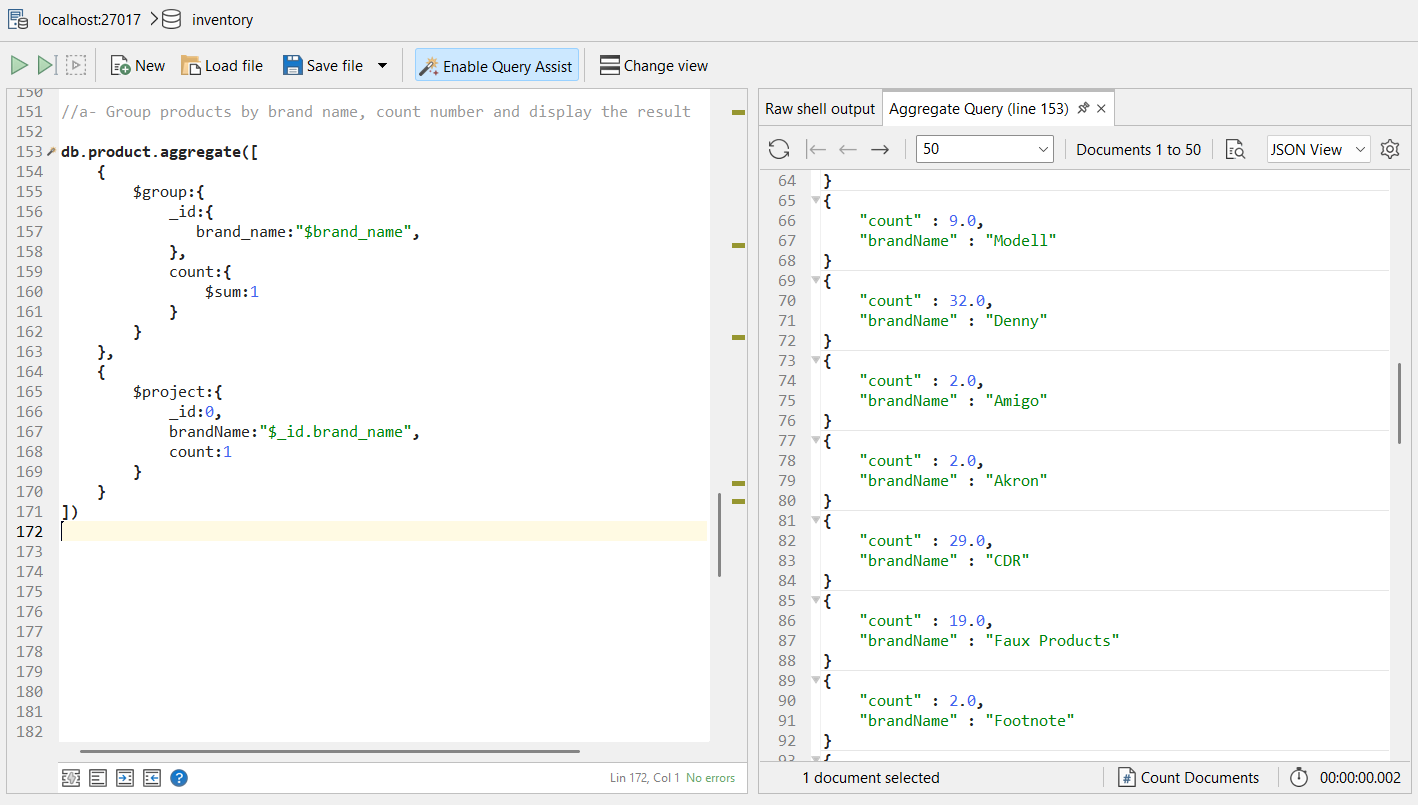 localhost:27017 inventory
New Load file Save file Enable Query Assist Change view
150
151 //a- Group products by brand name, count number and display the result
152
153 db.product.aggregate([
154 {
155 $group:{
156 _id:{
157 brand_name:"$brand_name",
158 },
159 count:{
160 $sum:1
161 }
162 }
163 },
164 {
165 $project:{
166 _id:0,
167 brandName:"$_id.brand_name",
168 count:1
169 }
170 }
171 ])
172
173
174
175
176
177
178
179
180
181
182
Lin 172, Col 1 No errors
Raw shell output Aggregate Query (line 153)
50 Documents 1 to 50 JSON View
64 }
65 {
66 "count" : 9.0,
67 "brandName" : "Modell"
68 }
69 {
70 "count" : 32.0,
71 "brandName" : "Denny"
72 }
73 {
74 "count" : 2.0,
75 "brandName" : "Amigo"
76 }
77 {
78 "count" : 2.0,
79 "brandName" : "Akron"
80 }
81 {
82 "count" : 29.0,
83 "brandName" : "CDR"
84 }
85 {
86 "count" : 19.0,
87 "brandName" : "Faux Products"
88 }
89 {
90 "count" : 2.0,
91 "brandName" : "Footnote"
92 }
93 {
1 document selected Count Documents 00:00:00.002